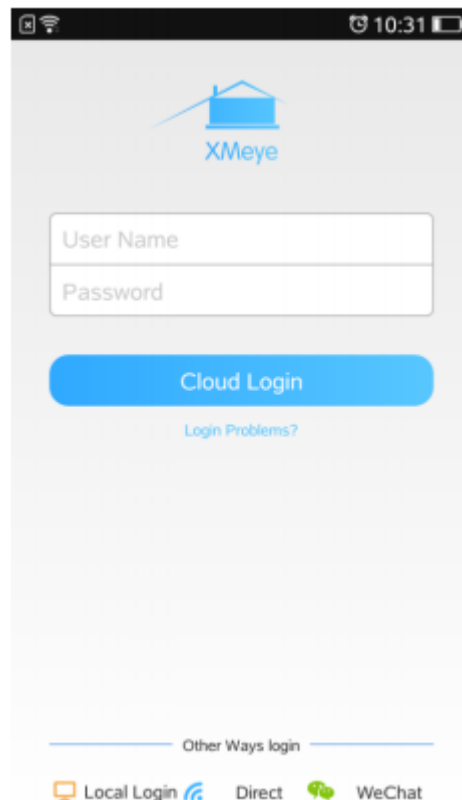 10:31
XMeye
User Name
Password
Cloud Login
Login Problems?
Other Ways login
Local Login Direct WeChat